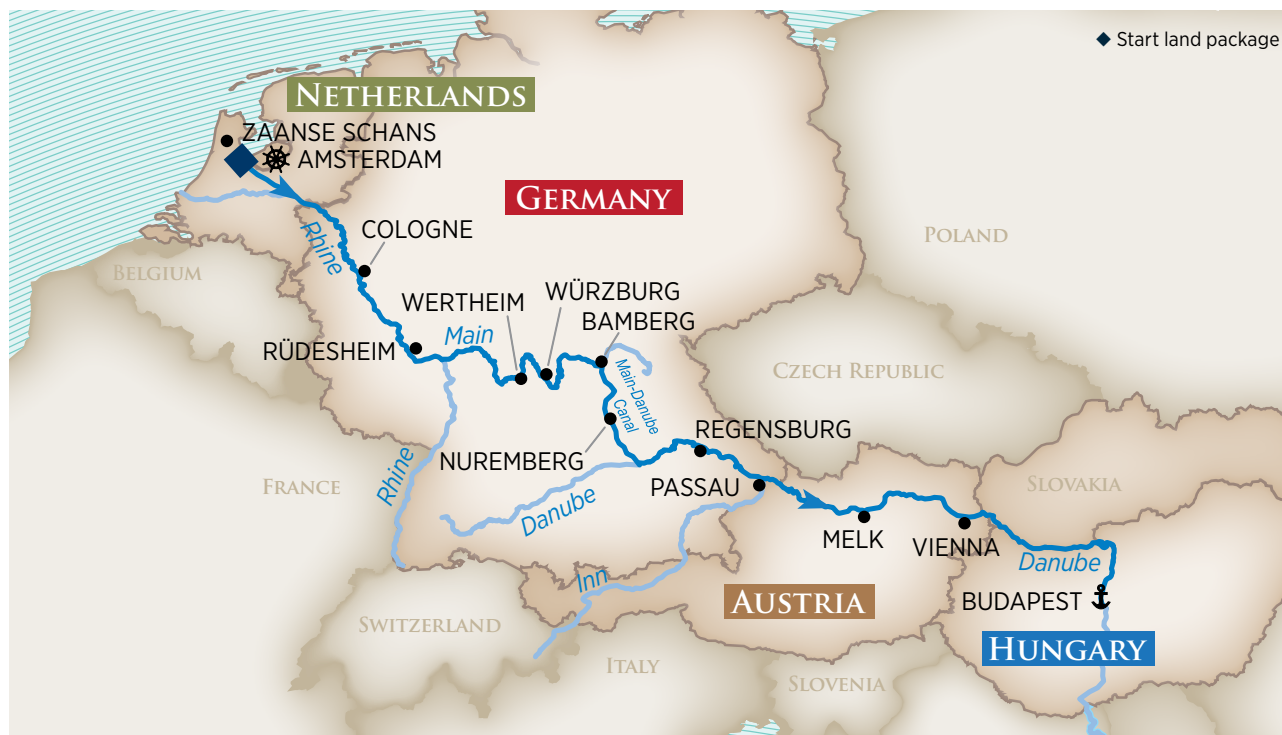 ◆ Start land package
NETHERLANDS
ZAANSE SCHANS
AMSTERDAM
GERMANY
POLAND
Rhine
COLOGNE
BELGIUM
WERTHEIM
WÜRZBURG
BAMBERG
Main
RÜDESHEIM
Main-Danube
Canal
CZECH REPUBLIC
REGENSBURG
NUREMBERG
Rhine
FRANCE
PASSAU
SLOVAKIA
Danube
MELK
VIENNA
Danube
Inn
AUSTRIA
BUDAPEST
SWITZERLAND
HUNGARY
ITALY
SLOVENIA